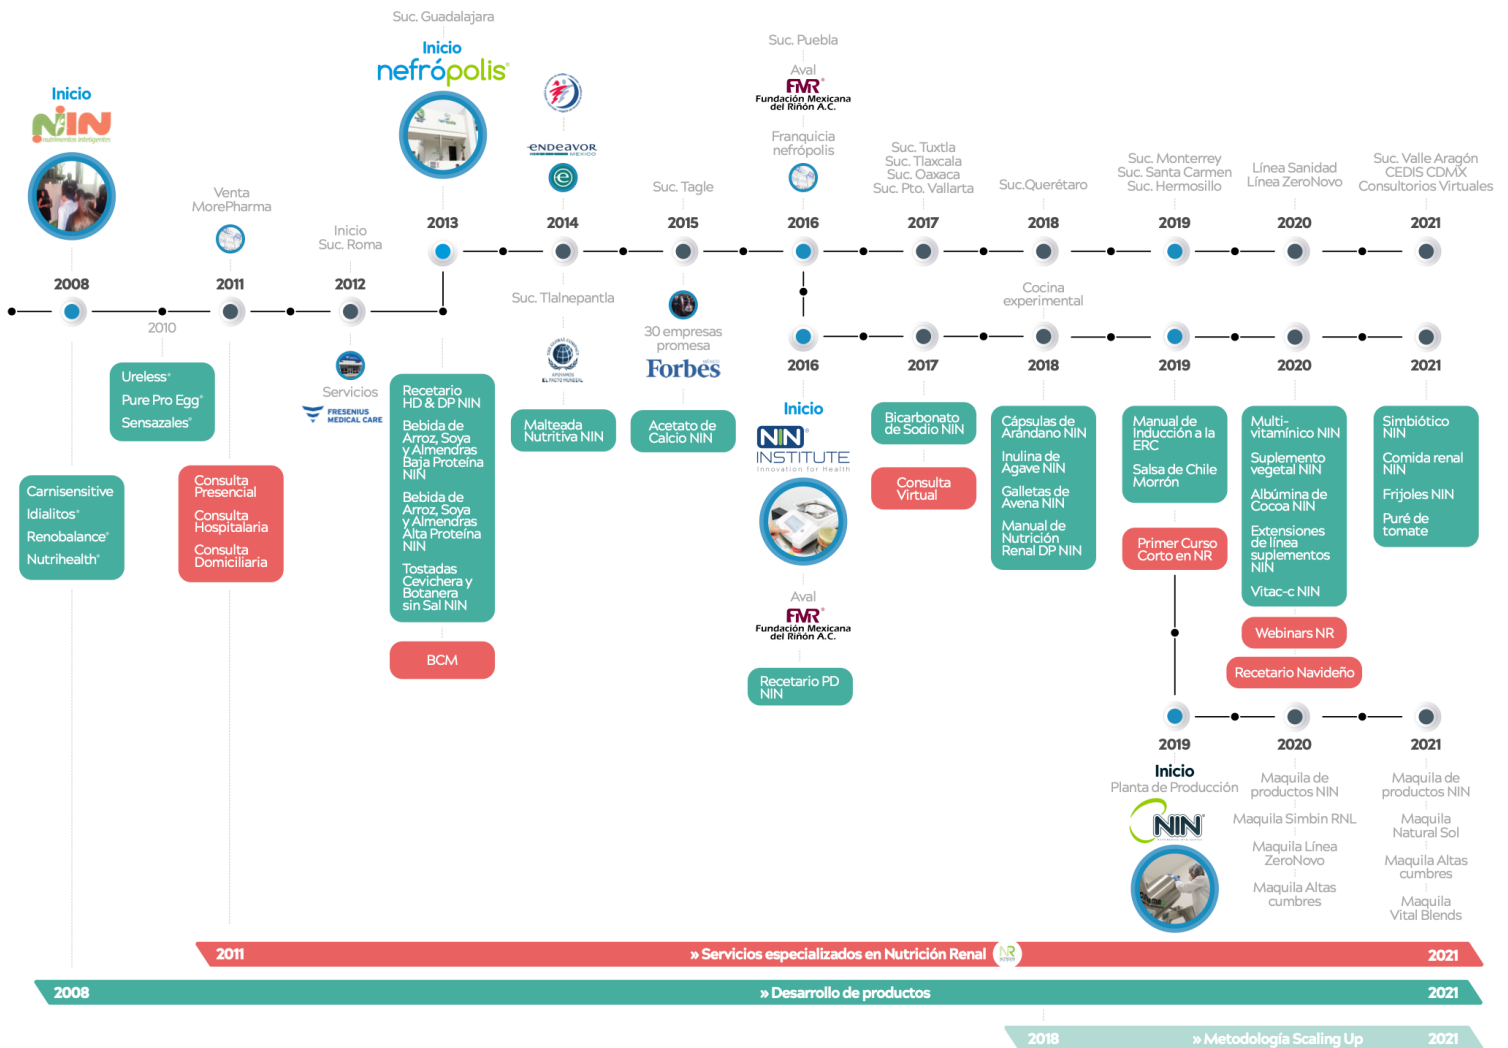 Suc. Guadalajara
Inicio
nefrópolis®
Suc. Puebla
Aval
FMR®
Fundación Mexicana
del Riñón A.C.
Franquicia
nefrópolis
Inicio
NIN
nutrimentos inteligentes
Venta
MorePharma
Inicio
Suc. Roma
ENDEAVOR
MEXICO
Suc. Tagle
Suc. Tuxtla
Suc. Tlaxcala
Suc. Oaxaca
Suc. Pto. Vallarta
Suc.Querétaro
Suc. Monterrey
Suc. Santa Carmen
Suc. Hermosillo
Línea Sanidad
Línea ZeroNovo
Suc. Valle Aragón
CEDIS CDMX
Consultorios Virtuales
2013
2014
2015
2016
2017
2018
2019
2020
2021
2008
2010
2011
2012
Servicios
FRESENIUS
MEDICAL CARE
Suc. Tlalnepantla
THE GLOBAL COMPACT
APOYAMOS
EL PACTO MUNDIAL
30 empresas
promesa
Forbes
MÉXICO
Cocina
experimental
2016
2017
2018
2019
2020
2021
Ureless®
Pure Pro Egg®
Sensazales®
Carnisensitive
Idialitos®
Renobalance®
Nutrihealth®
Consulta
Presencial
Consulta
Hospitalaria
Consulta
Domiciliaria
Recetario
HD & DP NIN
Bebida de
Arroz, Soya
y Almendras
Baja Proteína
NIN
Bebida de
Arroz, Soya
y Almendras
Alta Proteína
NIN
Tostadas
Cevichera y
Botanera
sin Sal NIN
BCM
Malteada
Nutritiva NIN
Acetato de
Calcio NIN
Inicio
NIN®
INSTITUTE
Innovation for Health
Aval
FMR®
Fundación Mexicana
del Riñón A.C.
Recetario PD
NIN
Bicarbonato
de Sodio NIN
Consulta
Virtual
Cápsulas de
Arándano NIN
Inulina de
Agave NIN
Galletas de
Avena NIN
Manual de
Nutrición
Renal DP NIN
Manual de
Inducción a la
ERC
Salsa de Chile
Morrón
Primer Curso
Corto en NR
Multi-
vitamínico NIN
Suplemento
vegetal NIN
Albúmina de
Cocoa NIN
Extensiones
de línea
suplementos
NIN
Vitac-c NIN
Webinars NR
Recetario Navideño
Simbiótico
NIN
Comida renal
NIN
Frijoles NIN
Puré de
tomate
2019
2020
2021
Inicio
Planta de Producción
NIN®
Maquila de
productos NIN
Maquila Simbin RNL
Maquila Línea
ZeroNovo
Maquila Altas
cumbres
Maquila de
productos NIN
Maquila
Natural Sol
Maquila Altas
cumbres
Maquila
Vital Blends
2011
» Servicios especializados en Nutrición Renal
NR
2021
2008
» Desarrollo de productos
2021
2018
» Metodología Scaling Up
2021